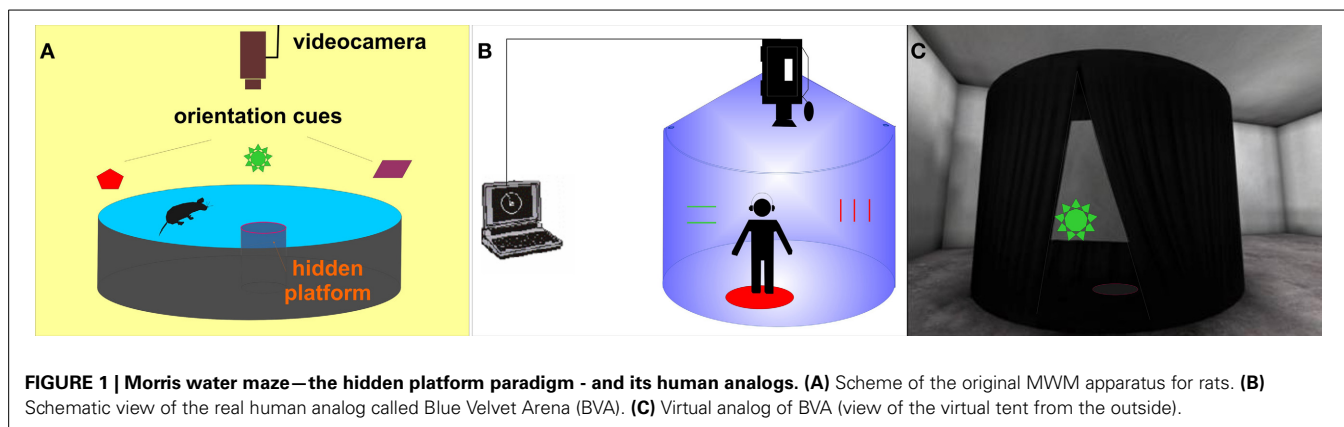 A
videocamera
orientation cues
hidden
platform
B
C
FIGURE 1 | Morris water maze—the hidden platform paradigm - and its human analogs. (A) Scheme of the original MWM apparatus for rats. (B)
Schematic view of the real human analog called Blue Velvet Arena (BVA). (C) Virtual analog of BVA (view of the virtual tent from the outside).